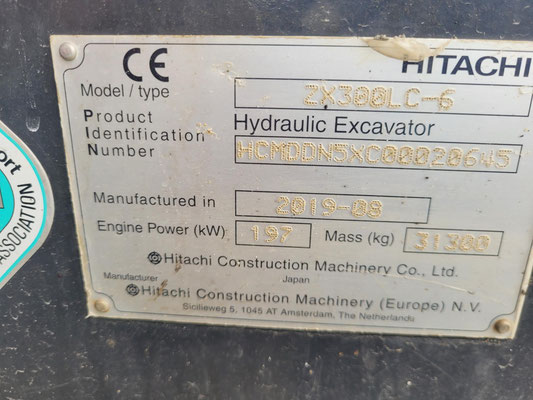 CE
HITACHI
Model / type ZX300LC-6
Product Hydraulic Excavator
Identification
Number HCMDDN5XC00020645
Manufactured in 2019-08
Engine Power (kW) 197 Mass (kg) 31300
Hitachi Construction Machinery Co., Ltd.
Manufacturer Japan
Hitachi Construction Machinery (Europe) N.V.
Sicilieweg 5, 1045 AT Amsterdam, The Netherlands
ort
ASSOCIATION